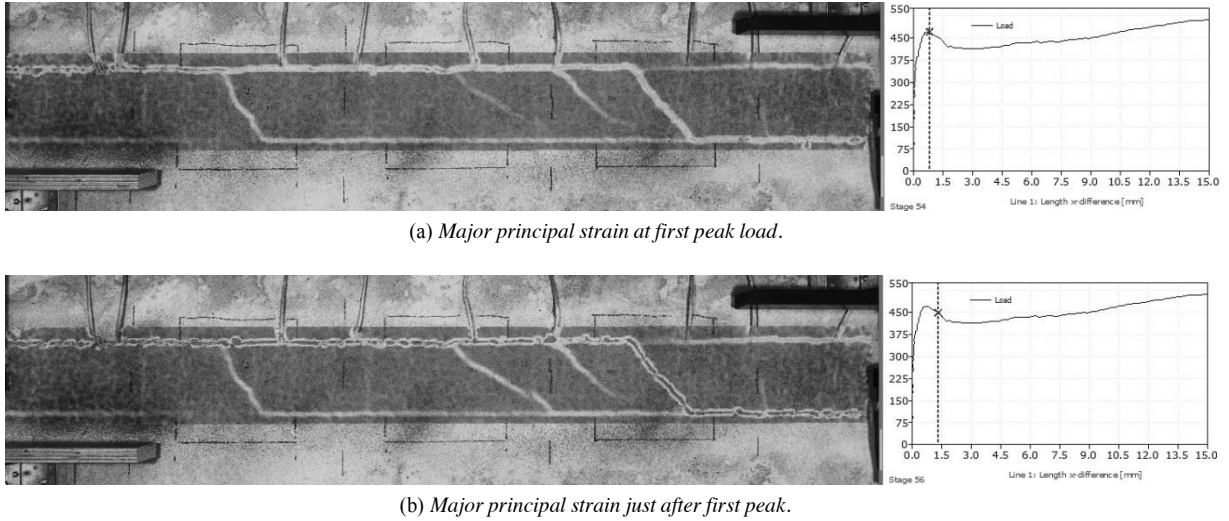 550
450
375
300
225
150
75
0
Load
0.0 1.5 3.0 4.5 6.0 7.5 9.0 10.5 12.0 13.5 15.0
Stage 54
Line 1: Length x-difference [mm]
(a) Major principal strain at first peak load.
550
450
375
300
225
150
75
0
Load
0.0 1.5 3.0 4.5 6.0 7.5 9.0 10.5 12.0 13.5 15.0
Stage 56
Line 1: Length x-difference [mm]
(b) Major principal strain just after first peak.